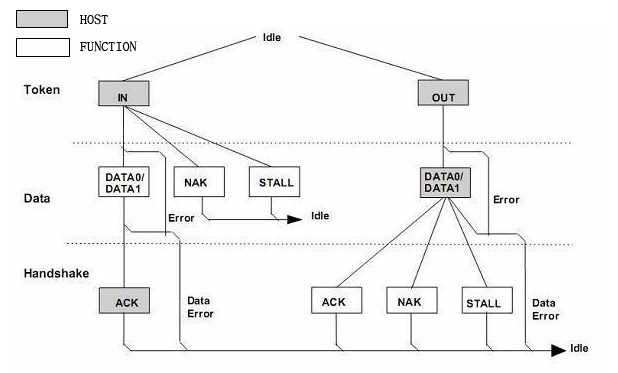 HOST
FUNCTION
Idle
Token
IN
OUT
Data
DATA0/
DATA1
NAK
STALL
DATA0/
DATA1
Error
Idle
Error
Handshake
ACK
Data
Error
ACK
NAK
STALL
Data
Error
Idle